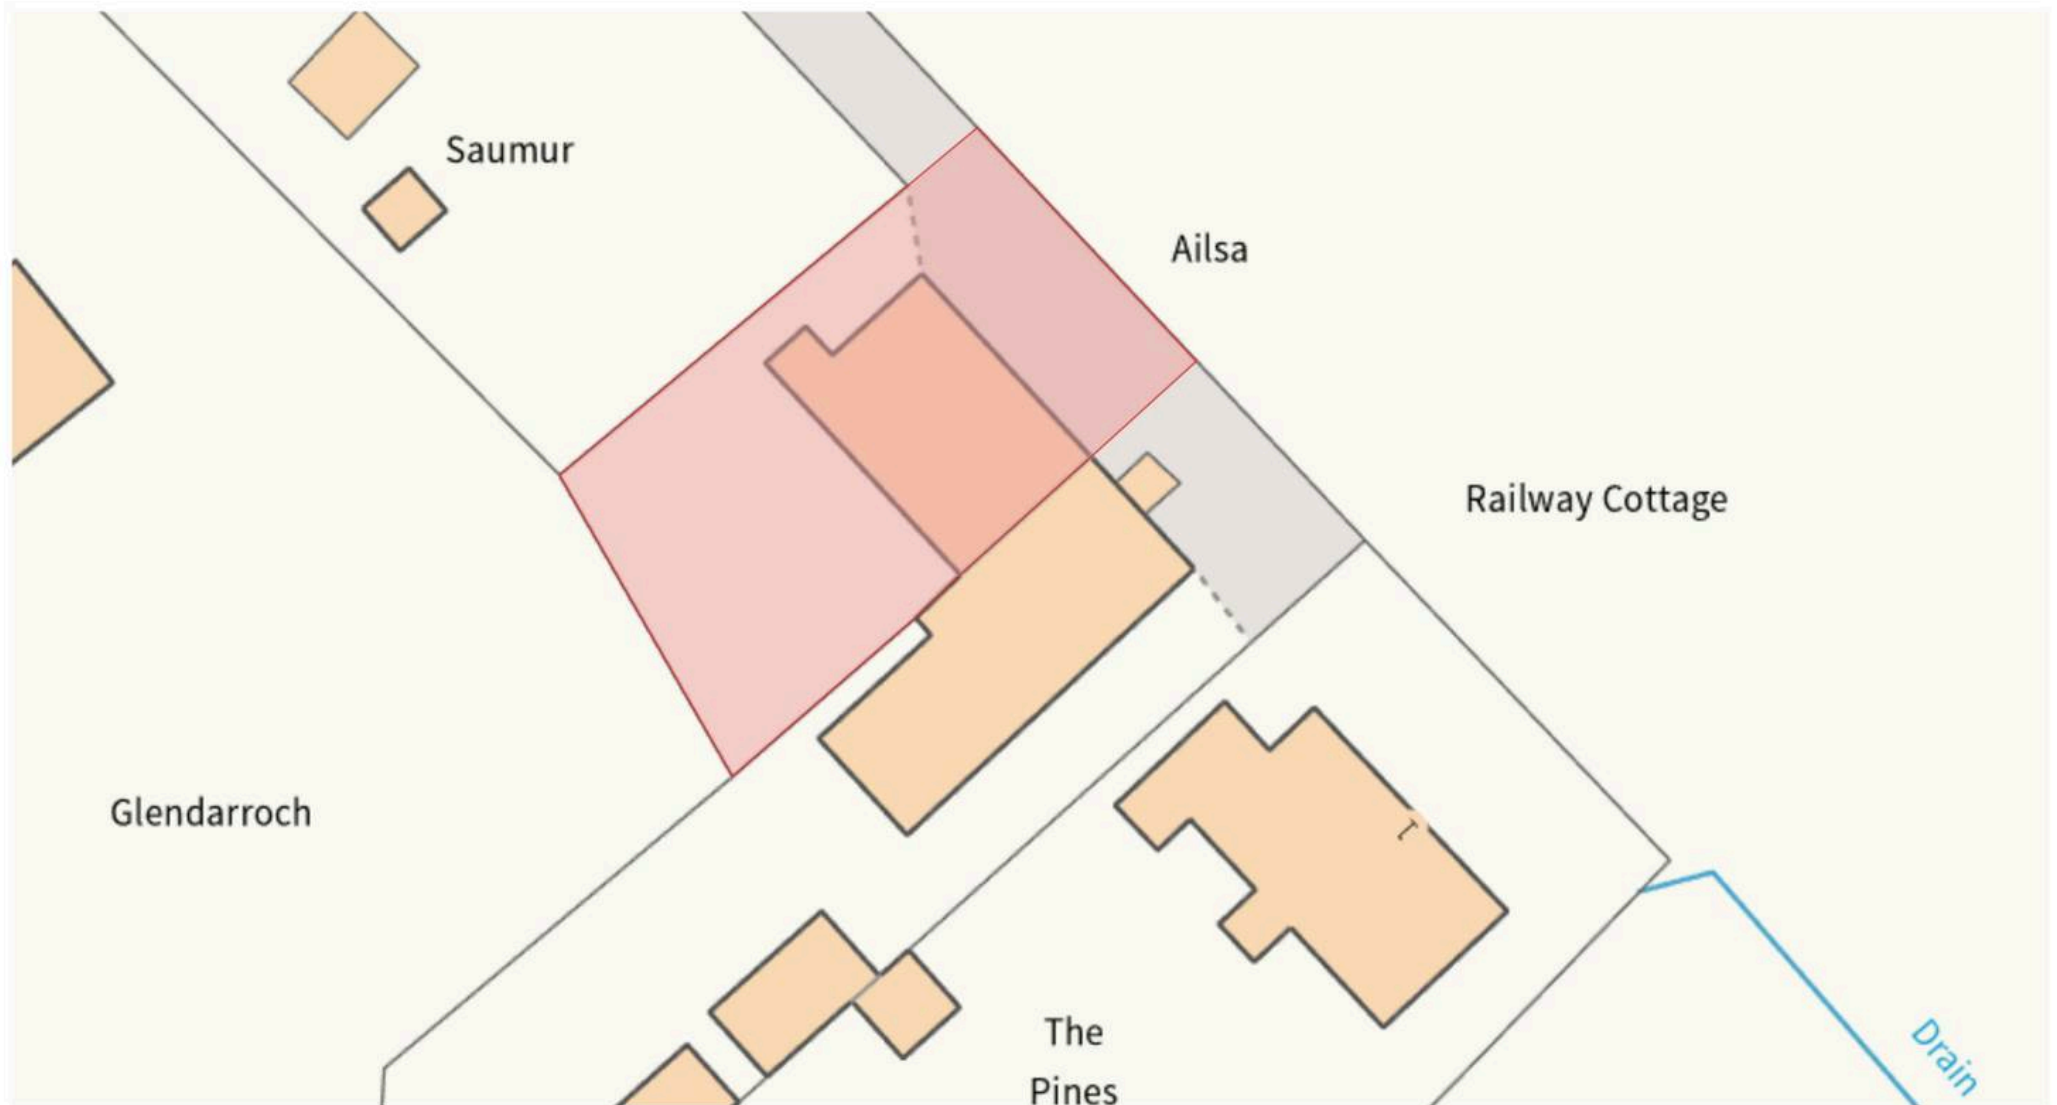 Saumur
Ailsa
Railway Cottage
Glendarroch
The
Pines
Drain